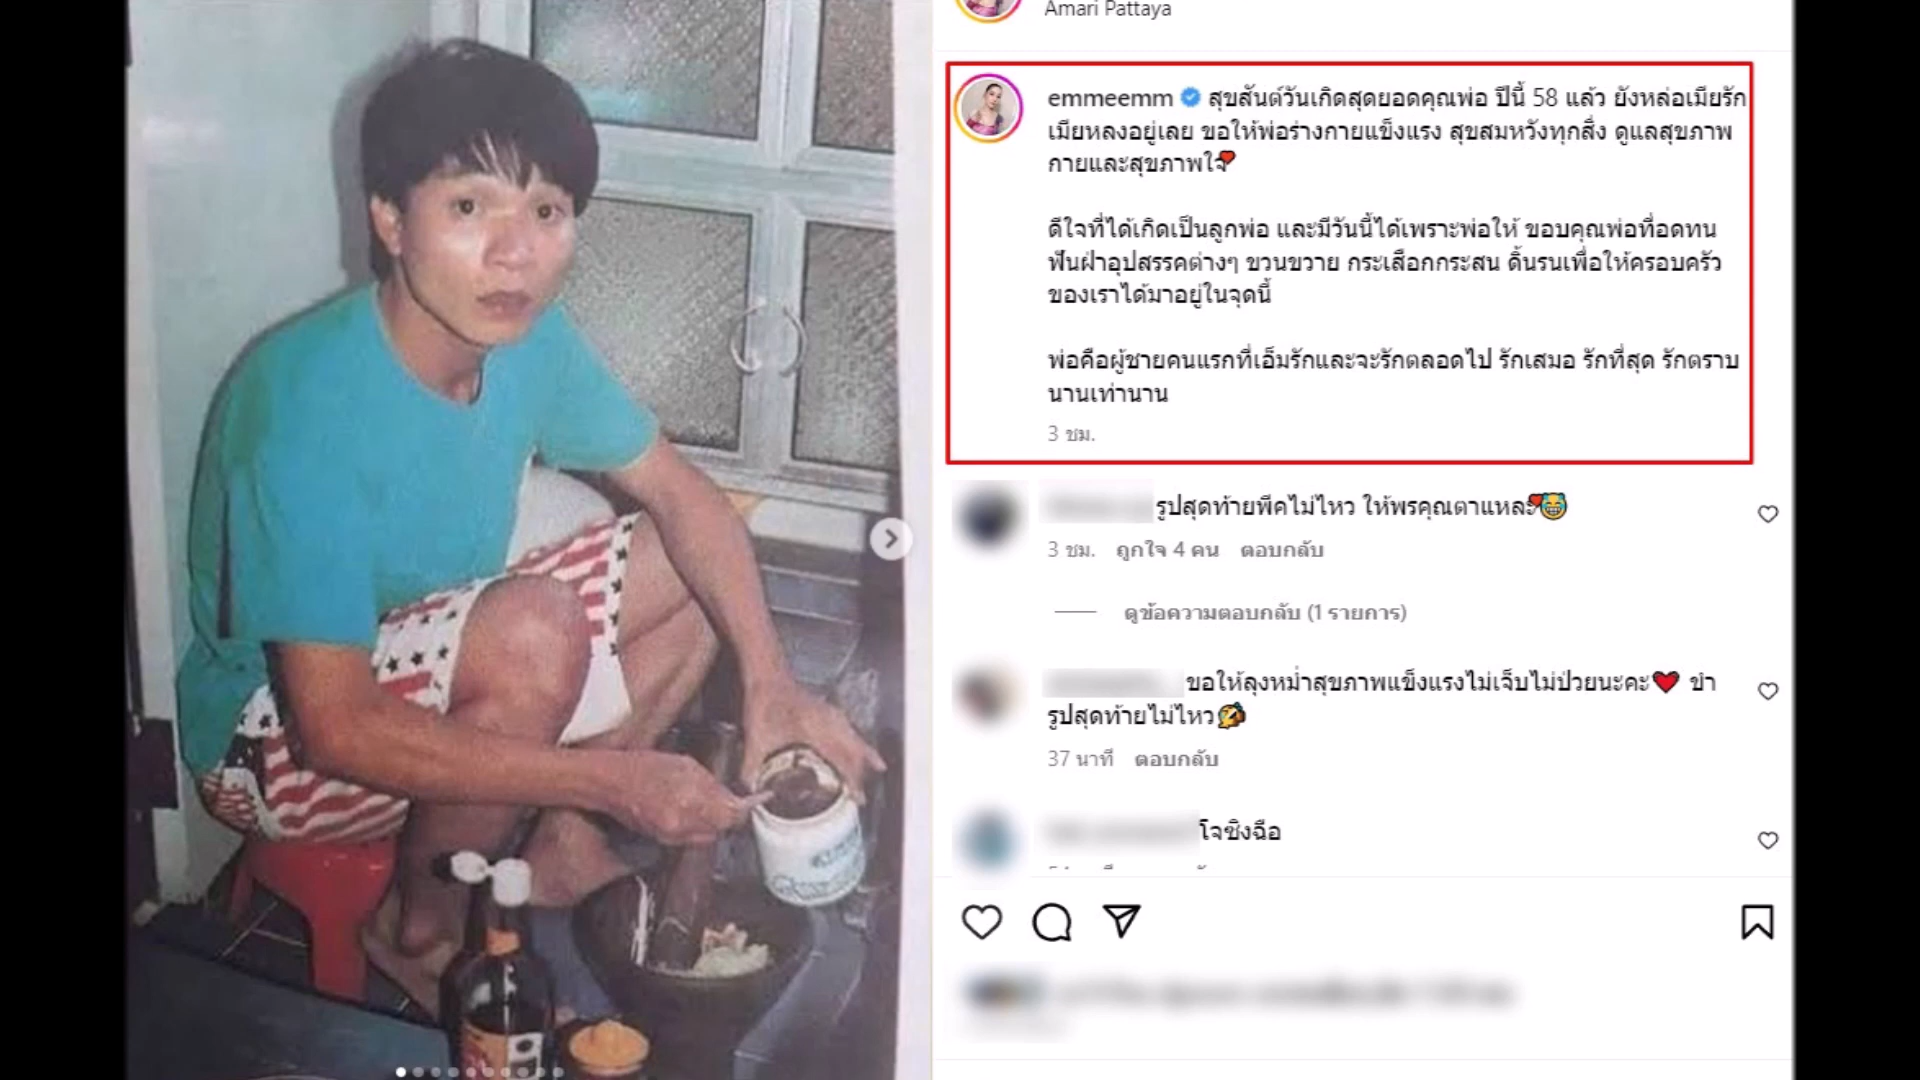 Amari Pattaya
emmeemm สุขสันต์วันเกิดสุดยอดคุณพ่อ ปีนี้ 58 แล้ว ยังหล่อเมียรัก
เมียหลงอยู่เลย ขอให้พ่อร่างกายแข็งแรง สุขสมหวังทุกสิ่ง ดูแลสุขภาพ
กายและสุขภาพใจ
ดีใจที่ได้เกิดเป็นลูกพ่อ และมีวันนี้ได้เพราะพ่อให้ ขอบคุณพ่อที่อดทน
ฟันฝ่าอุปสรรคต่างๆ ขวนขวาย กระเสือกกระสน ดิ้นรนเพื่อให้ครอบครัว
ของเราได้มาอยู่ในจุดนี้
พ่อคือผู้ชายคนแรกที่เอ็มรักและจะรักตลอดไป รักเสมอ รักที่สุด รักตราบ
นานเท่านาน
3 ชม.
รูปสุดท้ายพีคไม่ไหว ให้พรคุณตาแหละ
3 ชม. ถูกใจ 4 คน ตอบกลับ
ดูข้อความตอบกลับ (1 รายการ)
ขอให้ลุงหม่ำสุขภาพแข็งแรงไม่เจ็บไม่ป่วยนะคะ❤️ ขำ
รูปสุดท้ายไม่ไหว🤣
37 นาที ตอบกลับ
โจซิงฉือ